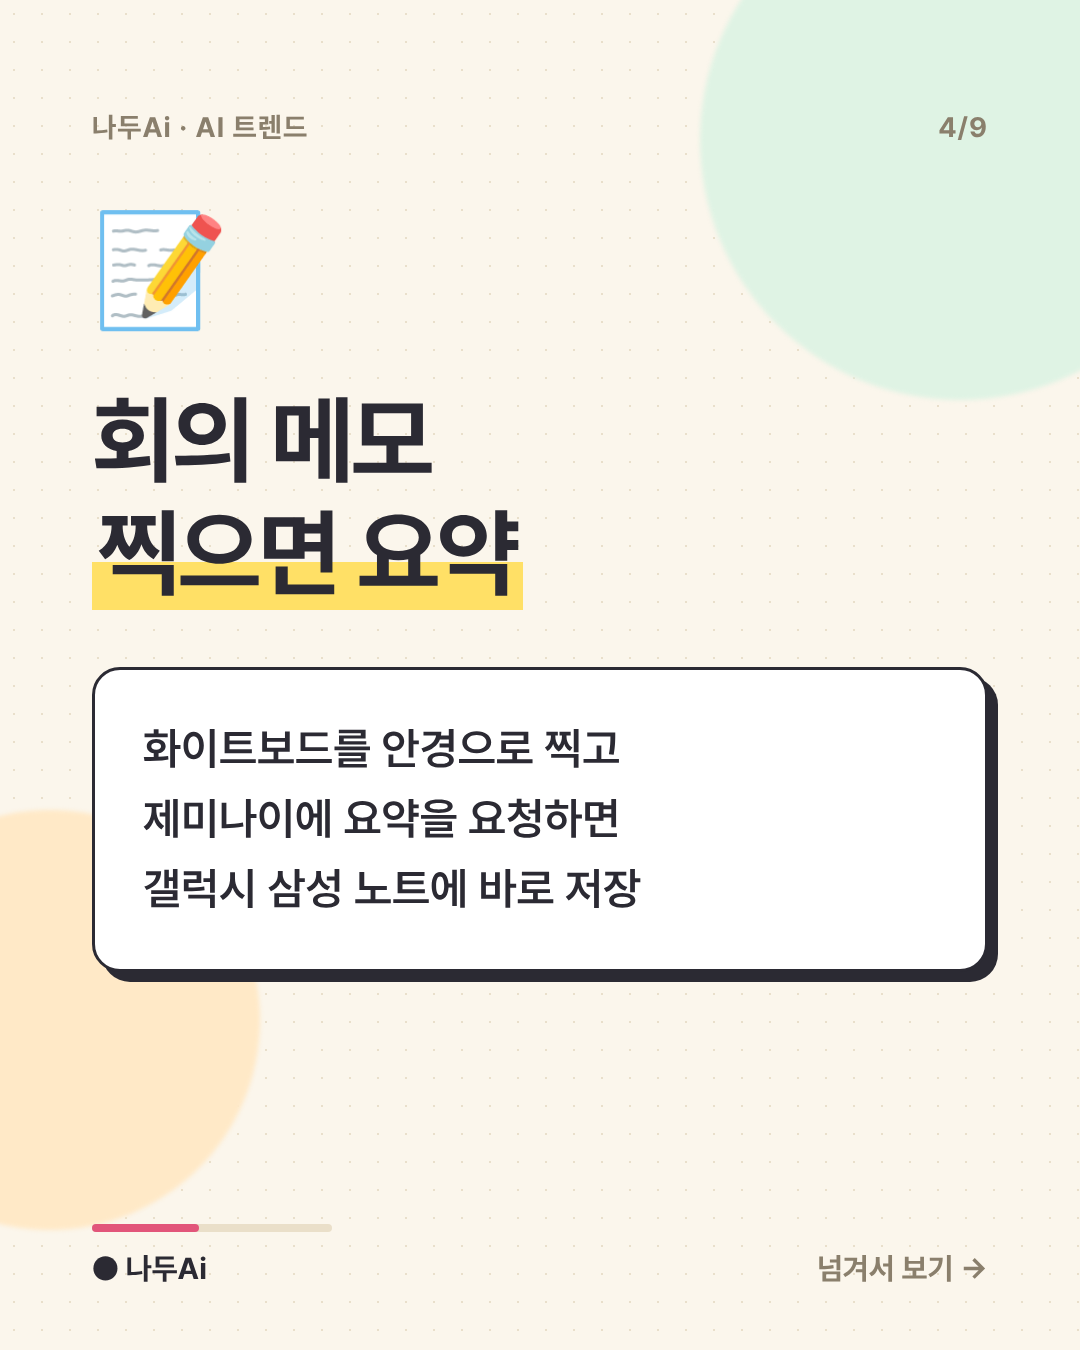 나두Ai · AI 트렌드
4/9
회의 메모
찍으면 요약
화이트보드를 안경으로 찍고
제미나이에 요약을 요청하면
갤럭시 삼성 노트에 바로 저장
나두Ai
넘겨서 보기 →